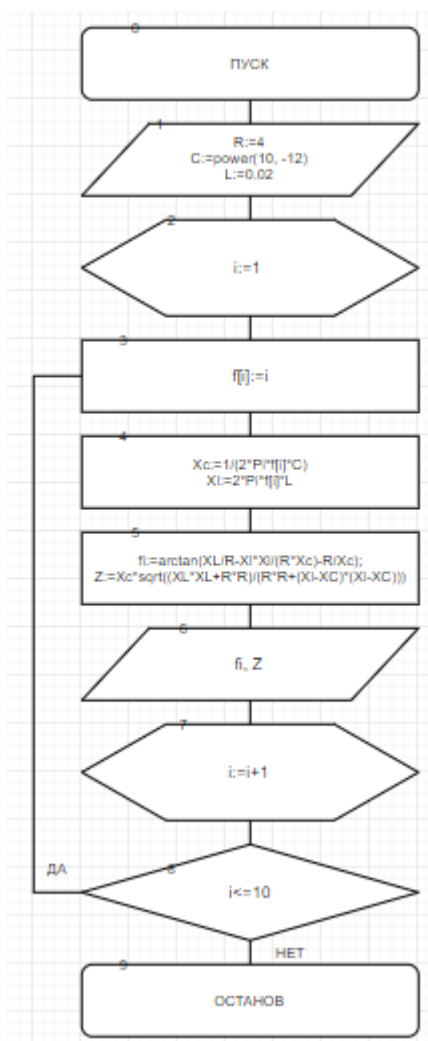 0
ПУСК
1
R:=4
C:=power(10, -12)
L:=0.02
2
i:=1
3
f[i]:=i
4
Xc:=1/(2*Pi*f[i]*C)
Xl:=2*Pi*f[i]*L
5
fi:=arctan(XL/R-Xl*Xl/(R*Xc)-R/Xc);
Z:=Xc*sqrt((XL*XL+R*R)/(R*R+(Xl-XC)*(Xl-XC)))
6
fi, Z
7
i:=i+1
ДА
8
i<=10
НЕТ
9
ОСТАНОВ